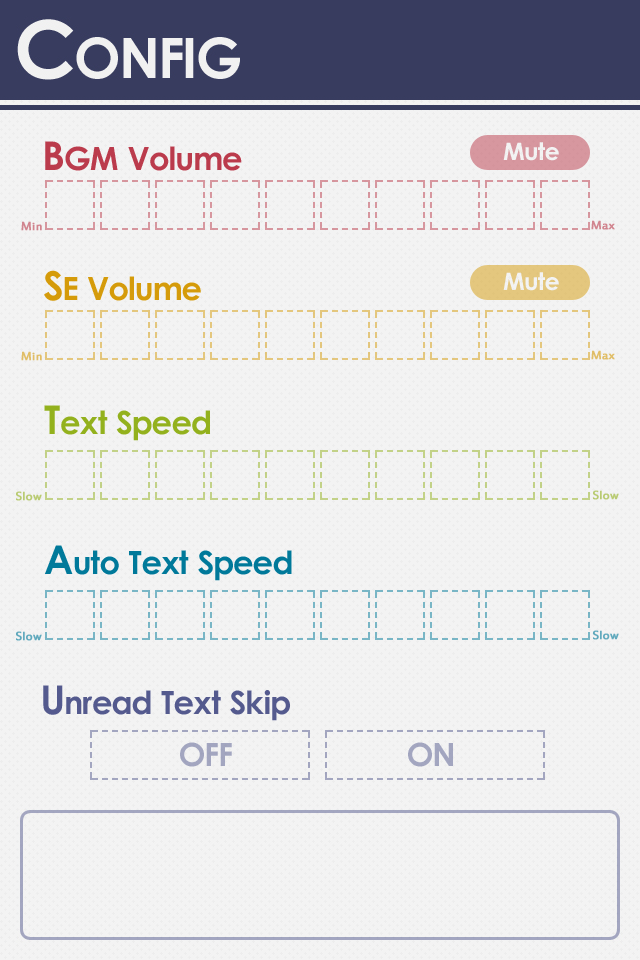 CONFIG
BGM Volume Mute
Min Max
SE Volume Mute
Min Max
Text Speed
Slow Slow
Auto Text Speed
Slow Slow
Unread Text Skip
OFF ON